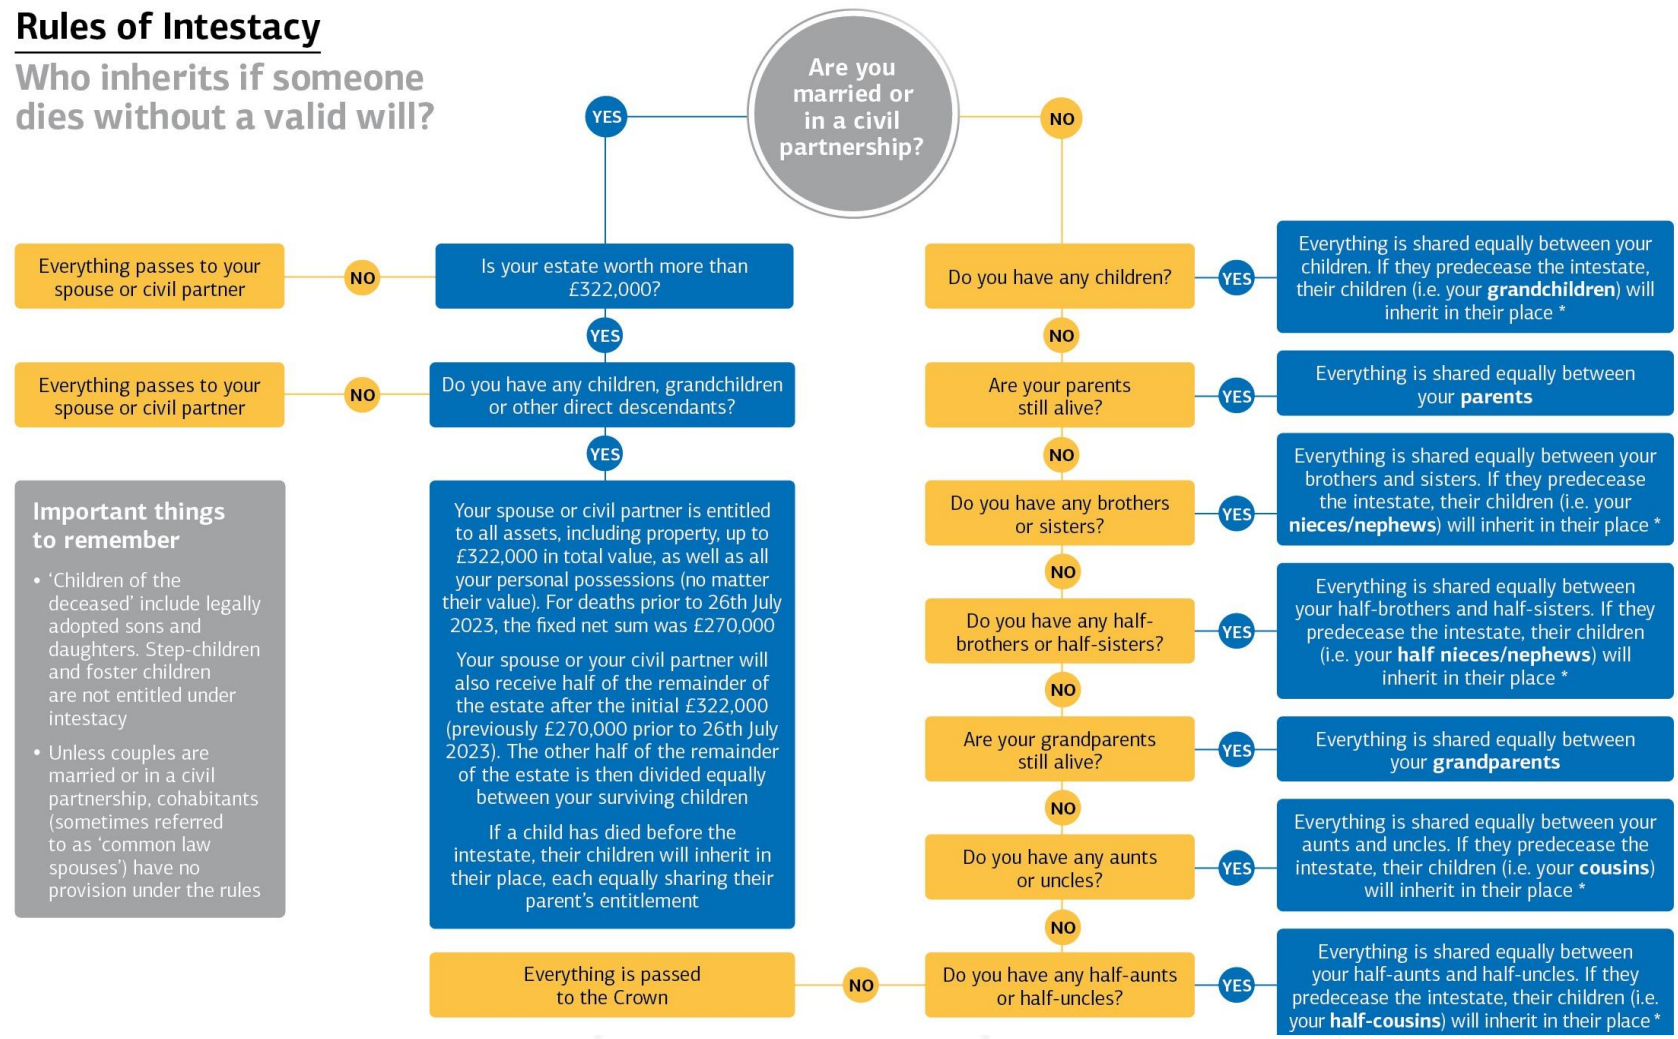 Rules of Intestacy
Who inherits if someone
dies without a valid will?
Are you
married or
in a civil
partnership?
YES
NO
Everything passes to your
spouse or civil partner
NO
Is your estate worth more than
£322,000?
YES
Everything passes to your
spouse or civil partner
NO
Do you have any children, grandchildren
or other direct descendants?
YES
Your spouse or civil partner is entitled
to all assets, including property, up to
£322,000 in total value, as well as all
your personal possessions (no matter
their value). For deaths prior to 26th July
2023, the fixed net sum was £270,000
Your spouse or your civil partner will
also receive half of the remainder of
the estate after the initial £322,000
(previously £270,000 prior to 26th July
2023). The other half of the remainder
of the estate is then divided equally
between your surviving children
If a child has died before the
intestate, their children will inherit in
their place, each equally sharing their
parent's entitlement
Important things
to remember
• ‘Children of the
deceased’ include legally
adopted sons and
daughters. Step-children
and foster children
are not entitled under
intestacy
• Unless couples are
married or in a civil
partnership, cohabitants
(sometimes referred
to as ‘common law
spouses’) have no
provision under the rules
Do you have any children?
YES
Everything is shared equally between your
children. If they predecease the intestate,
their children (i.e. your grandchildren) will
inherit in their place *
NO
Are your parents
still alive?
YES
Everything is shared equally between
your parents
NO
Do you have any brothers
or sisters?
YES
Everything is shared equally between your
brothers and sisters. If they predecease
the intestate, their children (i.e. your
nieces/nephews) will inherit in their place *
NO
Do you have any half-
brothers or half-sisters?
YES
Everything is shared equally between
your half-brothers and half-sisters. If they
predecease the intestate, their children
(i.e. your half nieces/nephews) will
inherit in their place *
NO
Are your grandparents
still alive?
YES
Everything is shared equally between
your grandparents
NO
Do you have any aunts
or uncles?
YES
Everything is shared equally between your
aunts and uncles. If they predecease the
intestate, their children (i.e. your cousins)
will inherit in their place *
NO
Do you have any half-aunts
or half-uncles?
YES
Everything is shared equally between
your half-aunts and half-uncles. If they
predecease the intestate, their children (i.e.
your half-cousins) will inherit in their place *
NO
Everything is passed
to the Crown